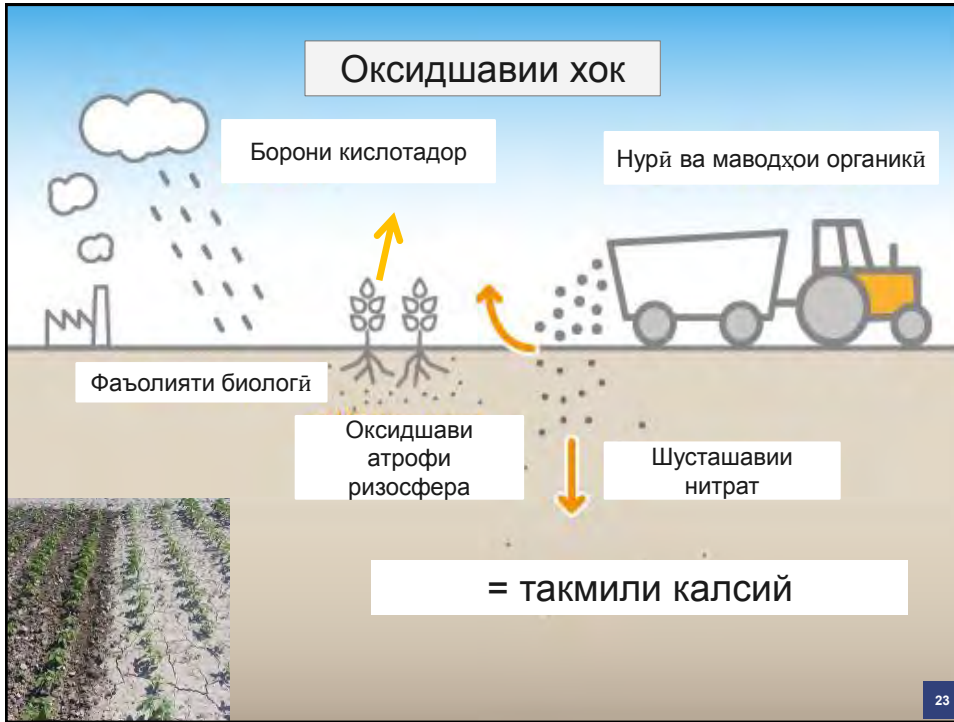 Оксидшавии хок
Борони кислотадор
Нурӣ ва маводҳои органикӣ
Фаъолияти биологӣ
Оксидшави
атрофи
ризосфера
Шусташавии
нитрат
= такмили калсий
23